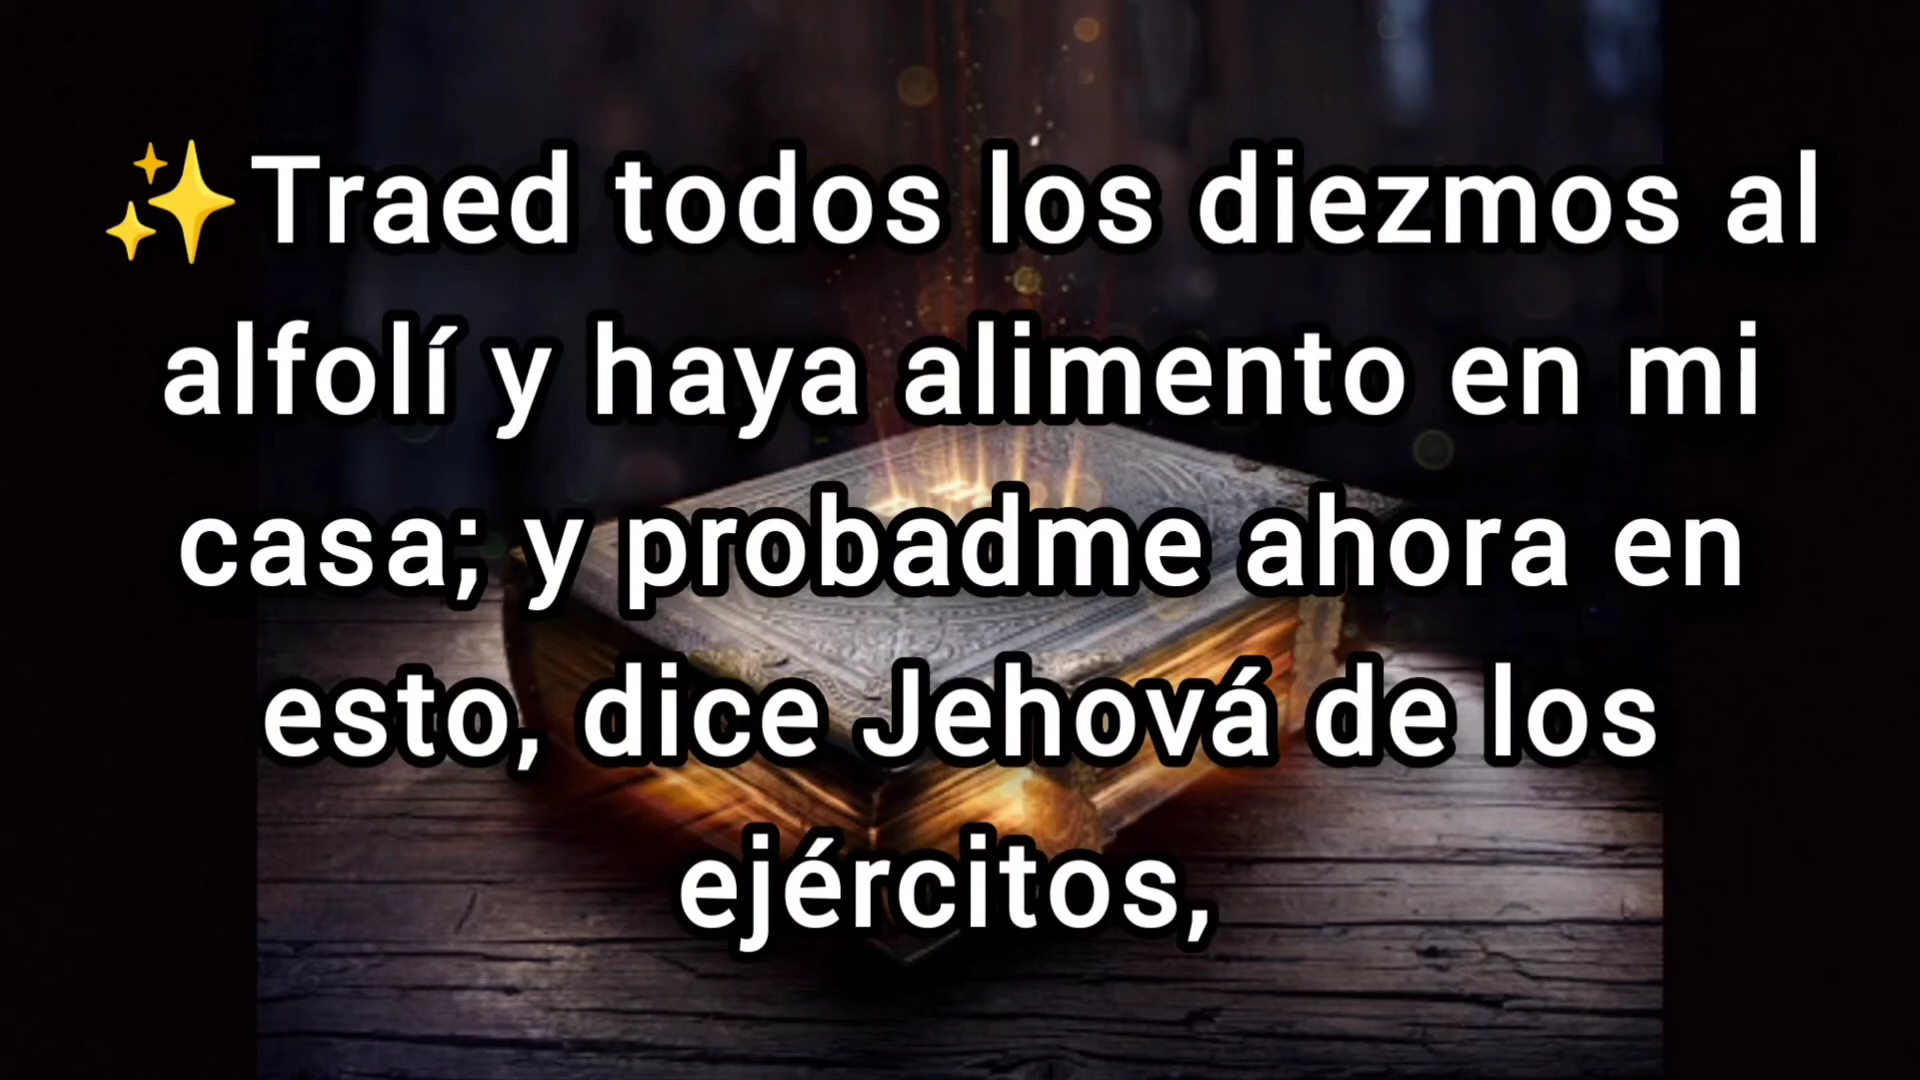 ✨Traed todos los diezmos al
alfolí y haya alimento en mi
casa; y probadme ahora en
esto, dice Jehová de los
ejércitos,